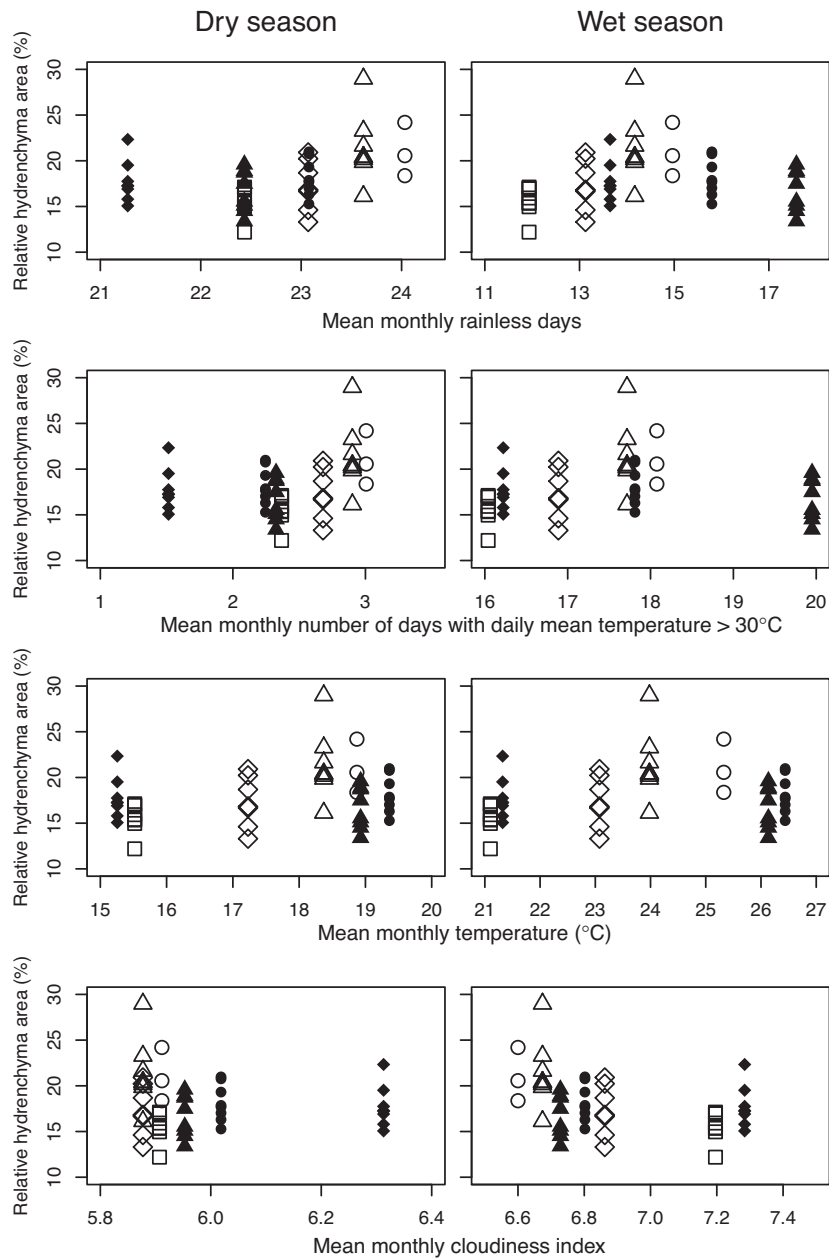 Dry season Wet season
Relative hydrenchyma area (%)
30
25
20
15
10
21 22 23 24 11 13 15 17
Mean monthly rainless days
Relative hydrenchyma area (%)
30
25
20
15
10
1 2 3 16 17 18 19 20
Mean monthly number of days with daily mean temperature > 30°C
Relative hydrenchyma area (%)
30
25
20
15
10
15 16 17 18 19 20 21 22 23 24 25 26 27
Mean monthly temperature (°C)
Relative hydrenchyma area (%)
30
25
20
15
10
5.8 6.0 6.2 6.4 6.6 6.8 7.0 7.2 7.4
Mean monthly cloudiness index